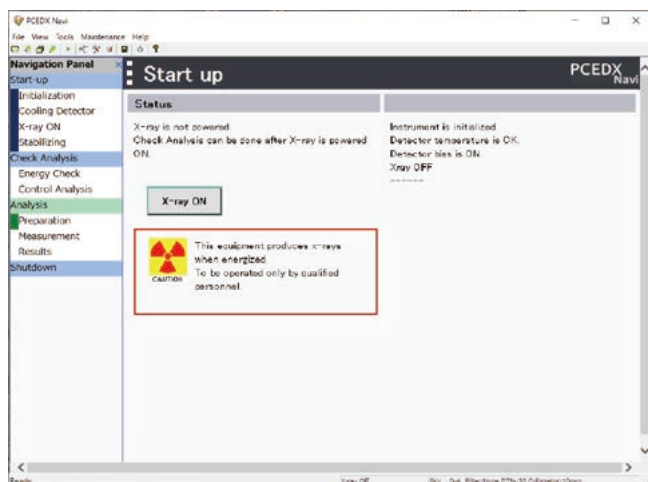 PCEDX Navi
File View Tools Maintenance Help
Navigation Panel
Start-up
Initialization
Cooling Detector
X-ray ON
Stabilizing
Check Analysis
Energy Check
Control Analysis
Analysis
Preparation
Measurement
Results
Shutdown
Start up
PCEDX Navi
Status
X-ray is not powered.
Check Analysis can be done after X-ray is powered
ON.
X-ray ON
CAUTION
This equipment produces x-rays
when energized.
To be operated only by qualified
personnel.
Instrument is initialized.
Detector temperature is OK.
Detector bias is ON.
Xray OFF
------
Ready
X-ray Off